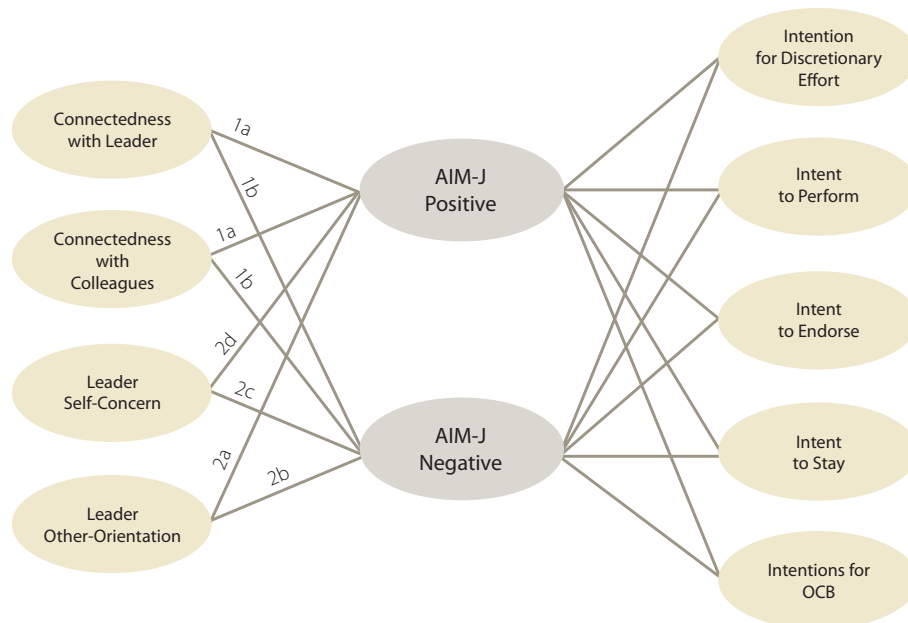 Connectedness
with Leader
Connectedness
with
Colleagues
Leader
Self-Concern
Leader
Other-Orientation
1a
1b
1a
1b
2d
2c
2a
2b
AIM-J
Positive
AIM-J
Negative
Intention
for Discretionary
Effort
Intent
to Perform
Intent
to Endorse
Intent
to Stay
Intentions for
OCB